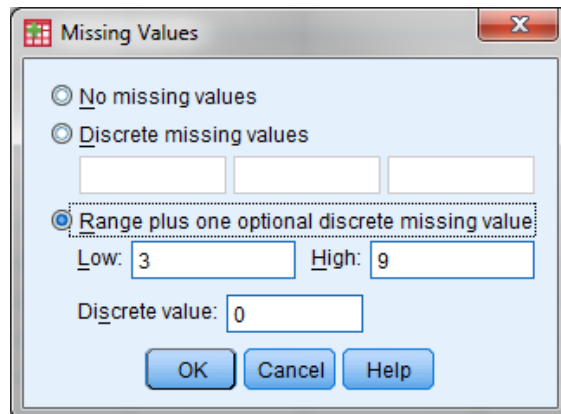 Missing Values
No missing values
Discrete missing values
Range plus one optional discrete missing value
Low: 3 High: 9
Discrete value: 0
OK Cancel Help